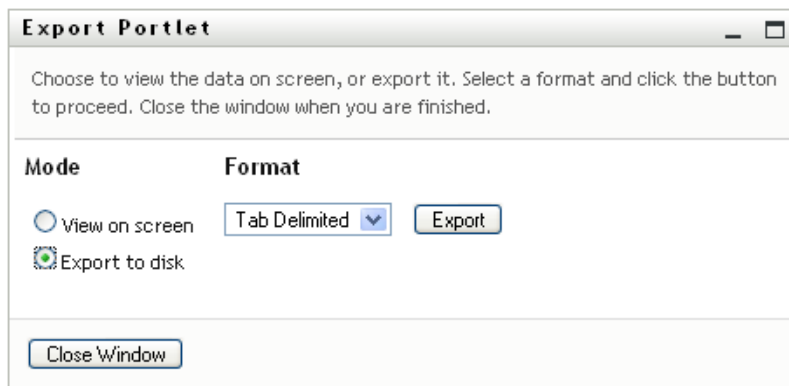 Export Portlet
Choose to view the data on screen, or export it. Select a format and click the button
to proceed. Close the window when you are finished.
Mode Format
View on screen Tab Delimited Export
Export to disk
Close Window